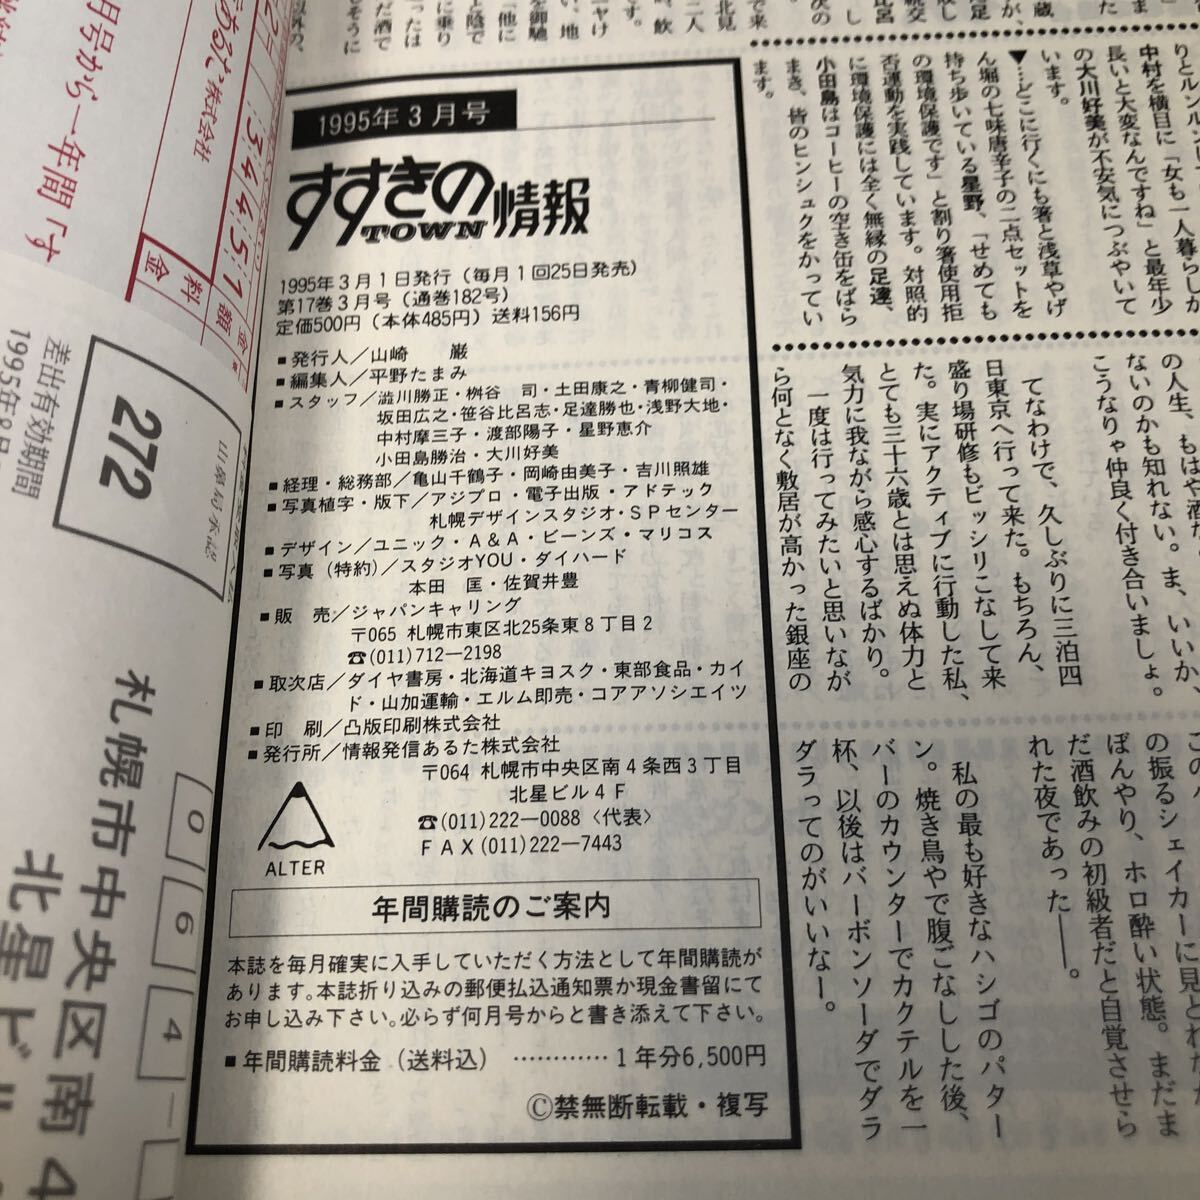 1995年3月号
すすきのTOWN情報
1995年3月1日発行(毎月1回25日発売)
第17巻3月号(通巻182号)
定価500円(本体485円)送料156円
■発行人/山崎　巌
■編集人/平野たまみ
■スタッフ/澁川勝正・桝谷　司・土田康之・青柳健司・
坂田広之・笹谷比呂志・足達勝也・浅野大地・
中村摩三子・渡部陽子・星野恵介
小田島勝治・大川好美
■経理・総務部/亀山千鶴子・岡崎由美子・吉川照雄
■写真植字・版下/アジプロ・電子出版・アドテック
札幌デザインスタジオ・SPセンター
■デザイン/ユニック・A&A・ビーンズ・マリコス
■写真(特約)/スタジオYOU・ダイハード
本田　匡・佐賀井豊
■販　売/ジャパンキャリング
〒065 札幌市東区北25条東8丁目2
☎(011)712―2198
■取次店/ダイヤ書房・北海道キヨスク・東部食品・カイ
ド・山加運輸・エルム即売・コアアソシエイツ
■印　刷/凸版印刷株式会社
■発行所/情報発信あるた株式会社
〒064 札幌市中央区南4条西3丁目
北星ビル4F
☎(011)222―0088〈代表〉
FAX(011)222―7443
ALTER
年間購読のご案内
本誌を毎月確実に入手していただく方法として年間購読が
あります。本誌折り込みの郵便払込通知票か現金書留にて
お申し込み下さい。必らず何月号からと書き添えて下さい。
■年間購読料金(送料込)…………1年分6,500円
©禁無断転載・複写
りとルンルン
中村を横目に「女も一人暮らしが
長いと大変なんですね」と最年少
の大川好美が不安気につぶやいて
います。
▼…どこに行くにも箸と浅草やげ
ん堀の七味唐辛子の二点セットを
持ち歩いている星野、「せめても
の環境保護です」と割り箸使用拒
否運動を実践しています。対照的
に環境保護には全く無縁の足達、
小田島はコーヒーの空き缶をばら
まき、皆のヒンシュクをかってい
ます。
の人生、もはや酒な
ないのかも知れない。ま、いいか、
こうなりゃ仲良く付き合いましょ。
てなわけで、久しぶりに三泊四
日東京へ行って来た。もちろん、
盛り場研修もビッシリこなして来
た。実にアクティブに行動した私、
とても三十六歳とは思えぬ体力と
気力に我ながら感心するばかり。
一度は行ってみたいと思いなが
ら何となく敷居が高かった銀座の
の振るシェイカーに見とれな
ぼんやり、ホロ酔い状態。まだま
だ酒飲みの初級者だと自覚させら
れた夜であった――。
私の最も好きなハシゴのパター
ン。焼き鳥やで腹ごなしした後、
バーのカウンターでカクテルを一
杯、以後はバーボンソーダでダラ
ダラってのがいいなー。
月号から一年間「す
あるた株式会社
3 4 4 5 1
料金
金額
272
差出有効期間
1995年8月
064
札幌市中央区南4
北星ビ